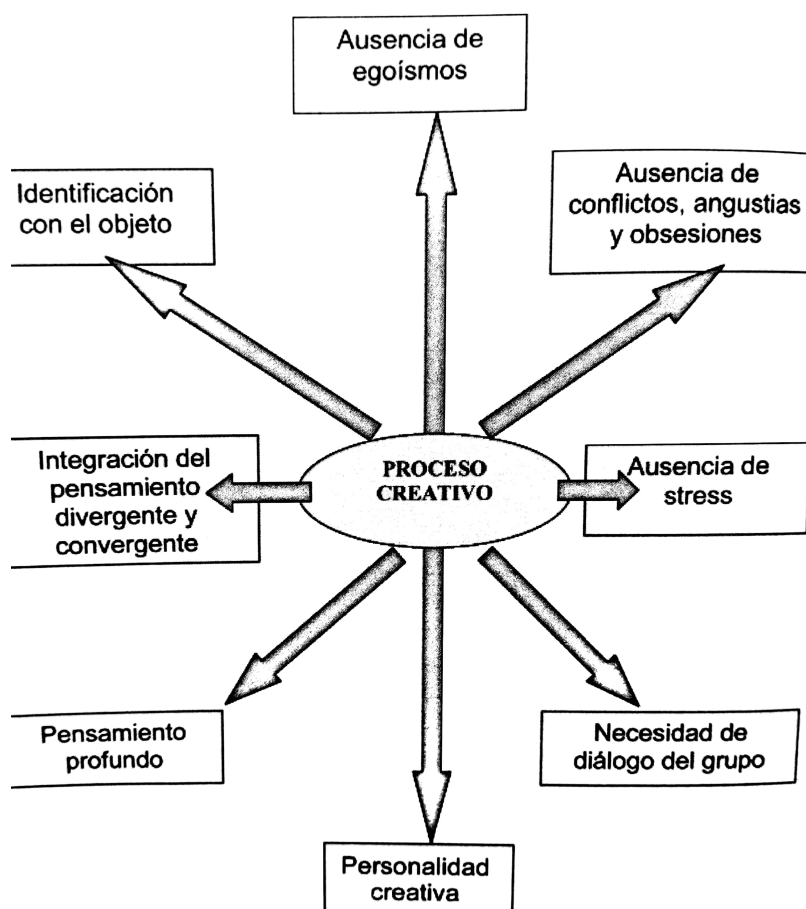 Ausencia de
egoísmos
Identificación
con el objeto
Ausencia de
conflictos, angustias
y obsesiones
Integración del
pensamiento
divergente y
convergente
PROCESO
CREATIVO
Ausencia de
stress
Pensamiento
profundo
Necesidad de
diálogo del grupo
Personalidad
creativa